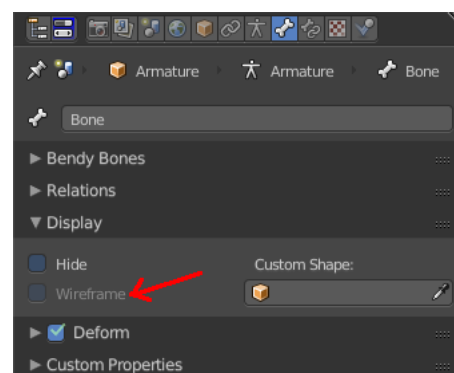 Armature Armature Bone
Bone
Bendy Bones
Relations
Display
Hide Custom Shape:
Wireframe
Deform
Custom Properties